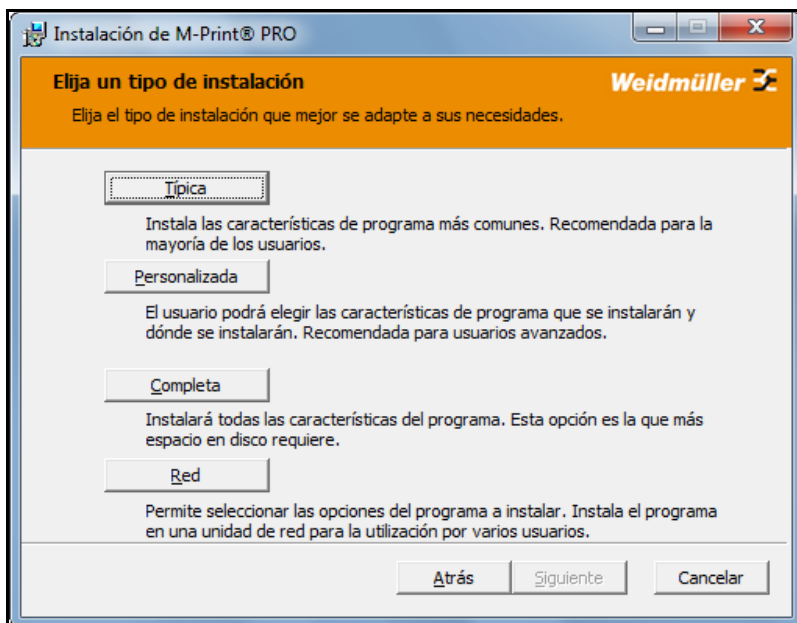 Instalación de M-Print® PRO
Elija un tipo de instalación
Weidmüller
Elija el tipo de instalación que mejor se adapte a sus necesidades.
Típica
Instala las características de programa más comunes. Recomendada para la
mayoría de los usuarios.
Personalizada
El usuario podrá elegir las características de programa que se instalarán y
dónde se instalarán. Recomendada para usuarios avanzados.
Completa
Instalará todas las características del programa. Esta opción es la que más
espacio en disco requiere.
Red
Permite seleccionar las opciones del programa a instalar. Instala el programa
en una unidad de red para la utilización por varios usuarios.
Atrás
Siguiente
Cancelar